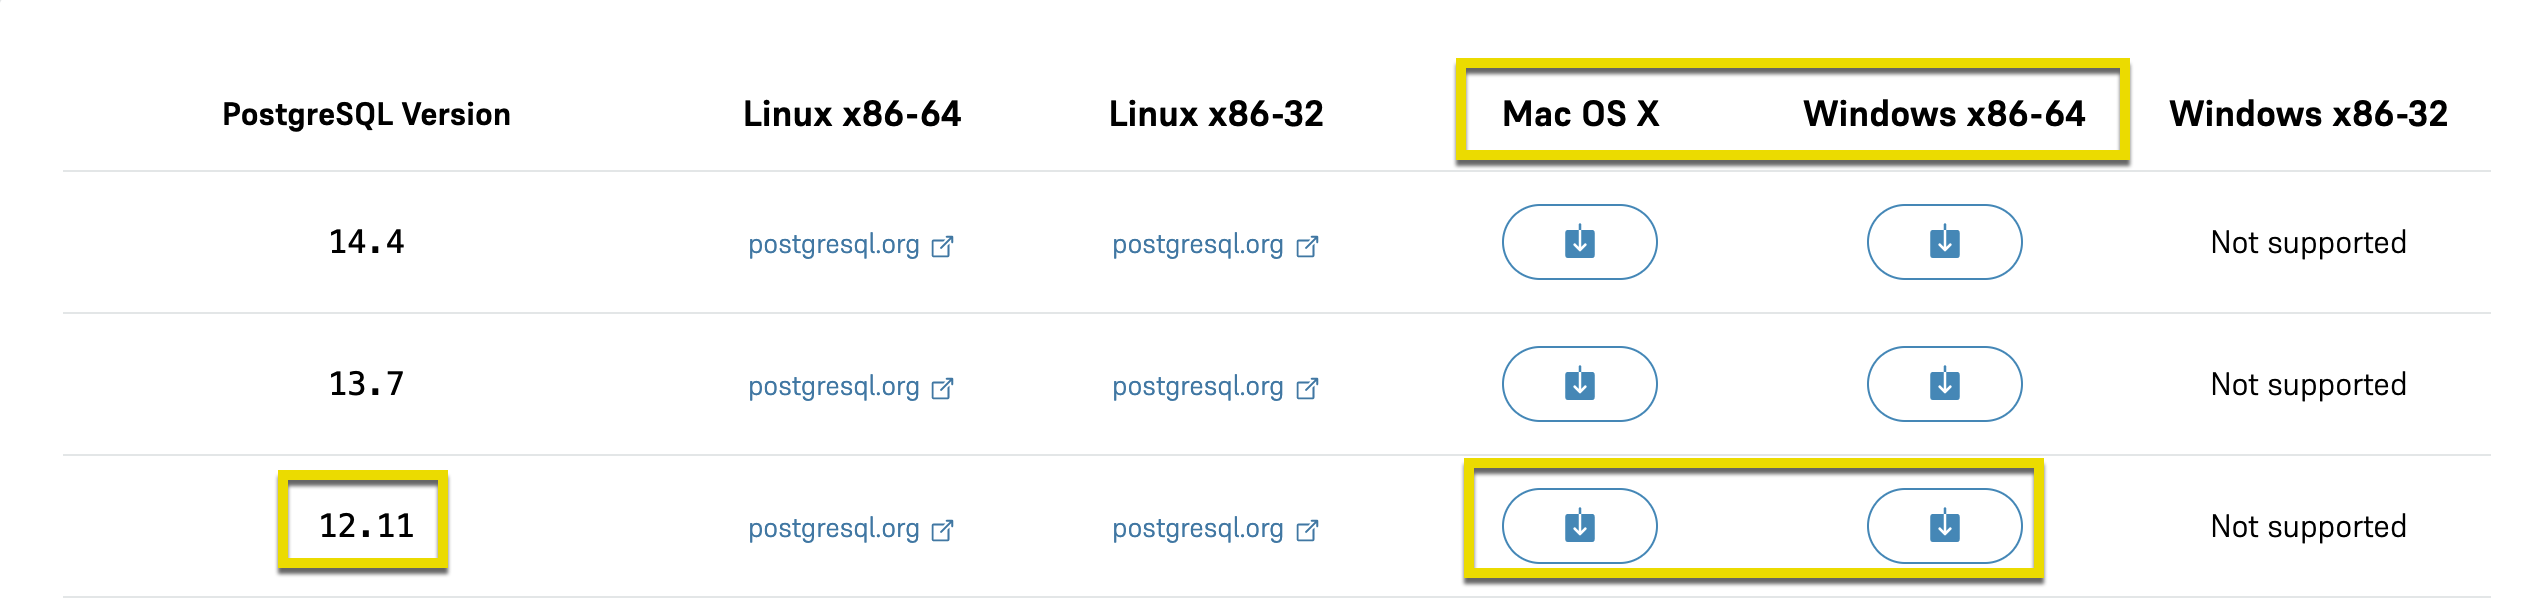 PostgreSQL Version Linux x86-64 Linux x86-32 Mac OS X Windows x86-64 Windows x86-32
14.4 postgresql.org postgresql.org Not supported
13.7 postgresql.org postgresql.org Not supported
12.11 postgresql.org postgresql.org Not supported